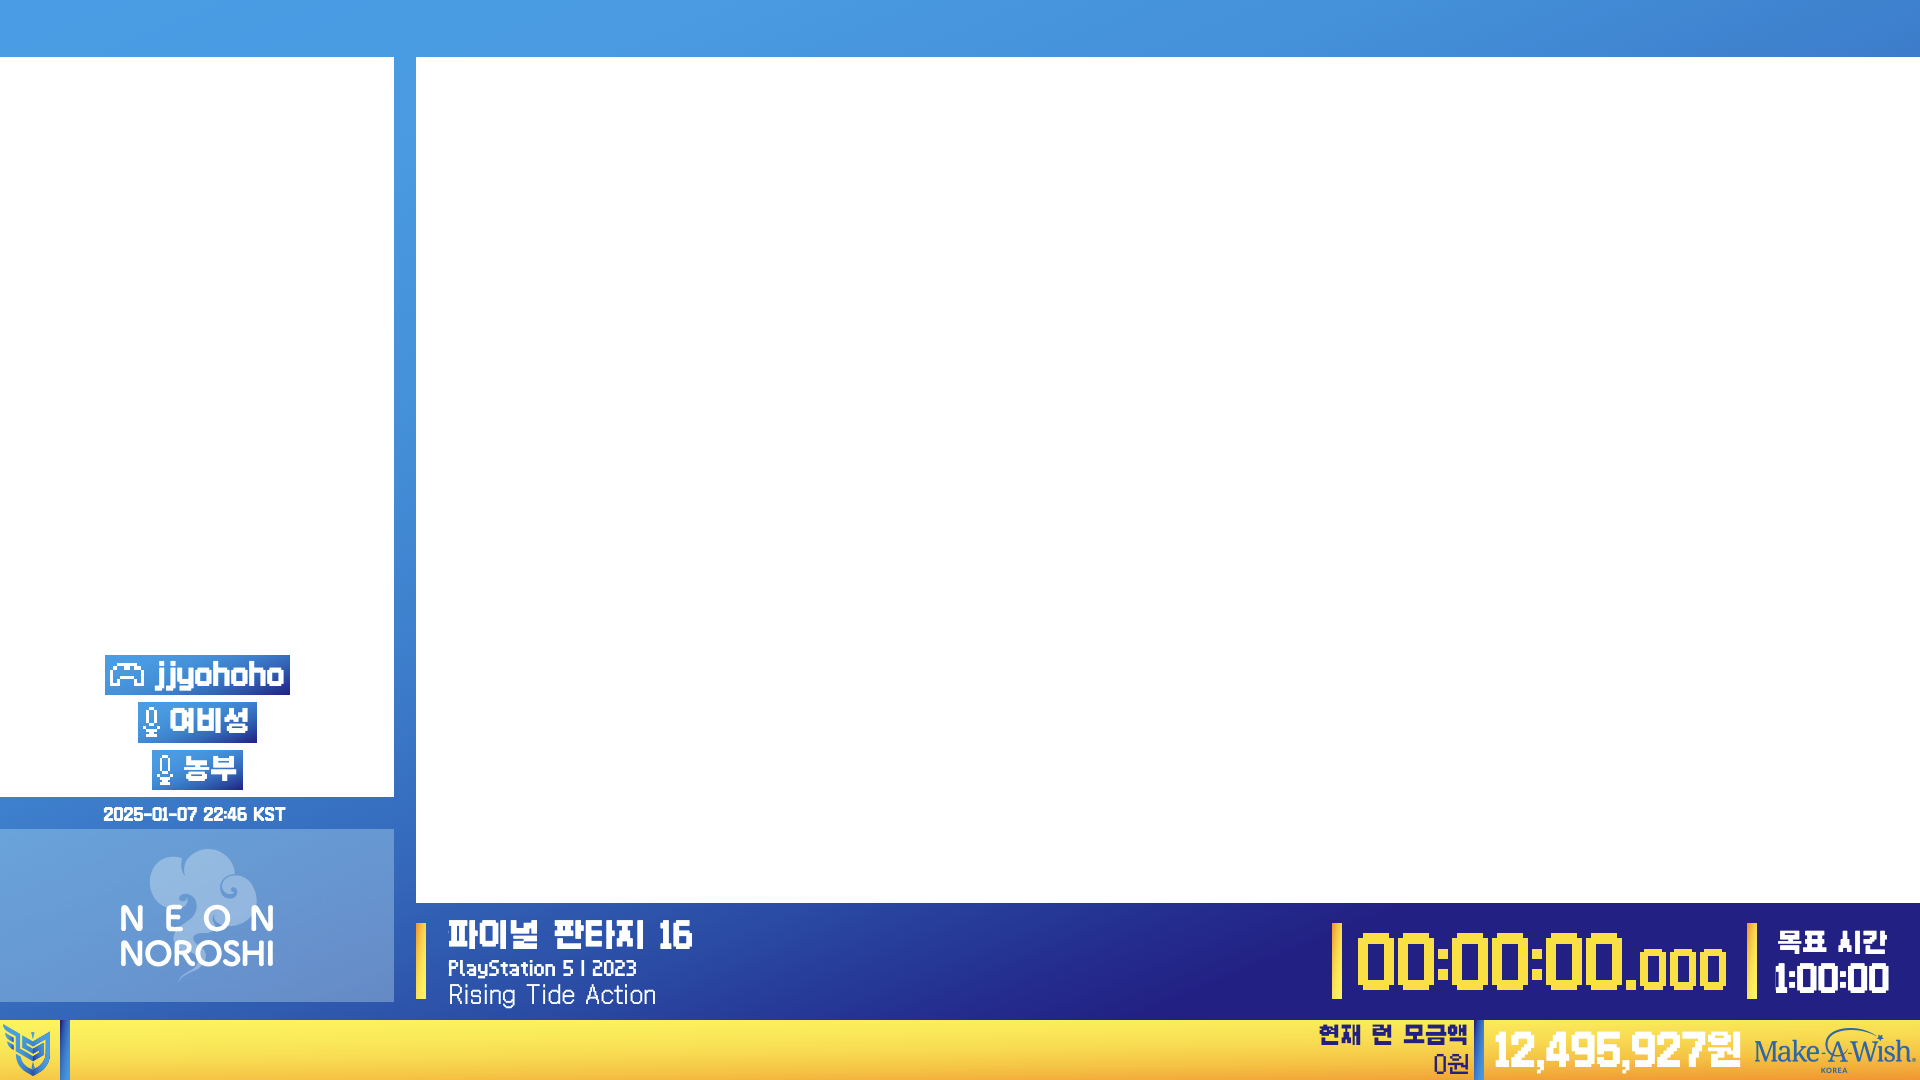 jjyohoho
여비성
농부
2025-01-07 22:46 KST
NEON
NOROSHI
파이널 판타지 16
PlayStation 5 | 2023
Rising Tide Action
00:00:00.000
목표 시간
1:00:00
현재 런 모금액
0원
12,495,927원
Make-A-Wish®
KOREA